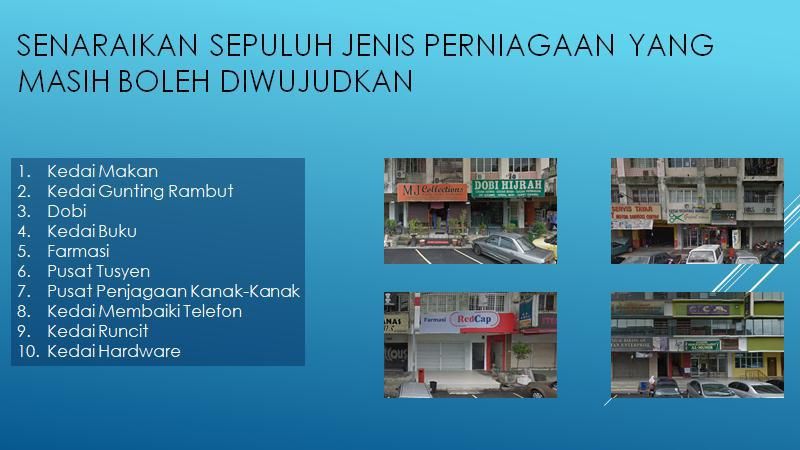 SENARAIKAN SEPULUH JENIS PERNIAGAAN YANG
MASIH BOLEH DIWUJUDKAN
1. Kedai Makan
2. Kedai Gunting Rambut
3. Dobi
4. Kedai Buku
5. Farmasi
6. Pusat Tusyen
7. Pusat Penjagaan Kanak-Kanak
8. Kedai Membaiki Telefon
9. Kedai Runcit
10. Kedai Hardware
MJ Collections
DOBI HIJRAH
SERVIS TAYAR
Farmasi RedCap